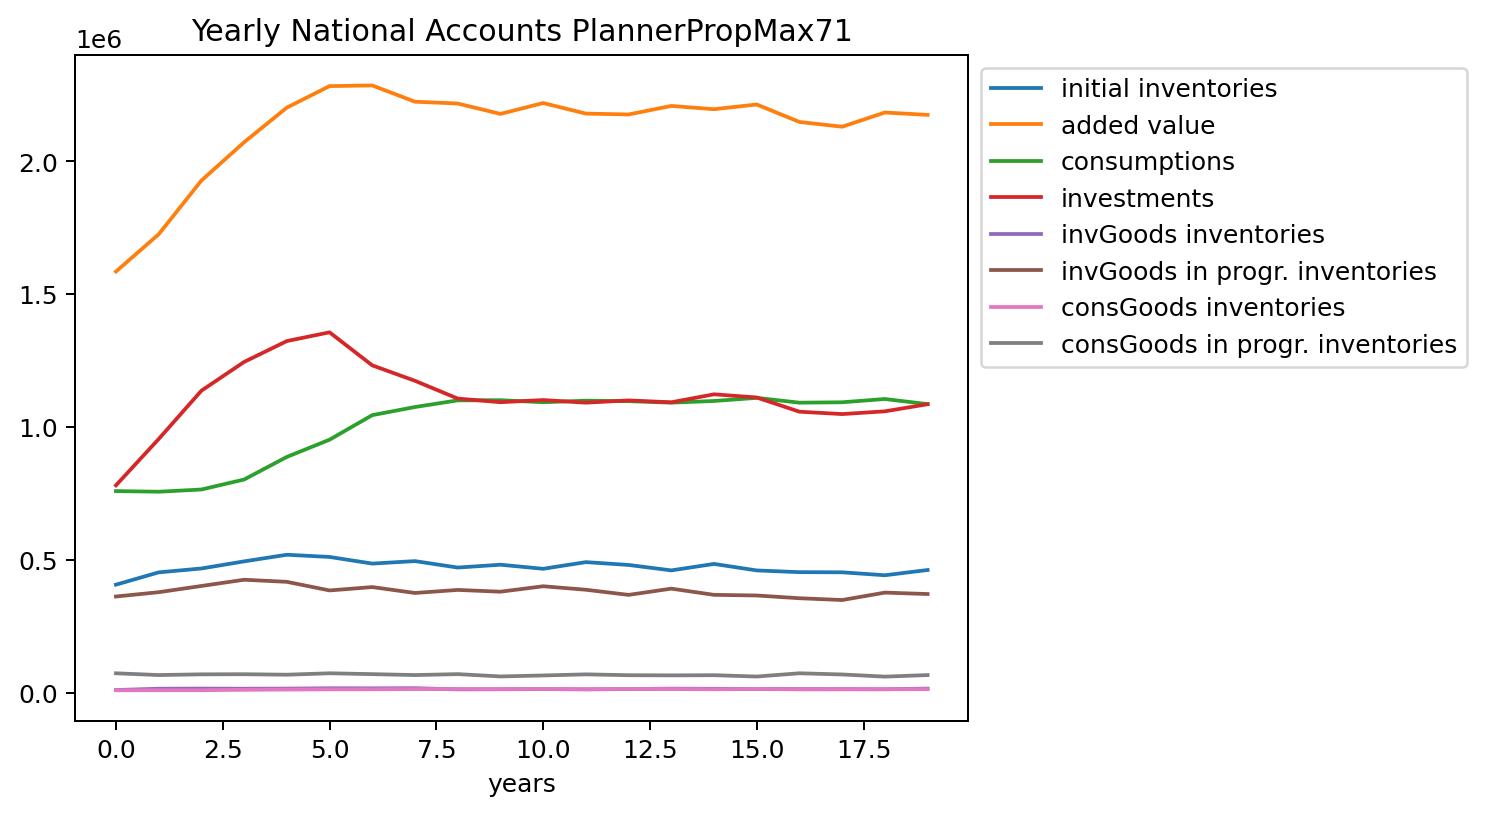 Yearly National Accounts PlannerPropMax71
1e6
2.0
1.5
1.0
0.5
0.0
0.0 2.5 5.0 7.5 10.0 12.5 15.0 17.5
years
initial inventories
added value
consumptions
investments
invGoods inventories
invGoods in progr. inventories
consGoods inventories
consGoods in progr. inventories